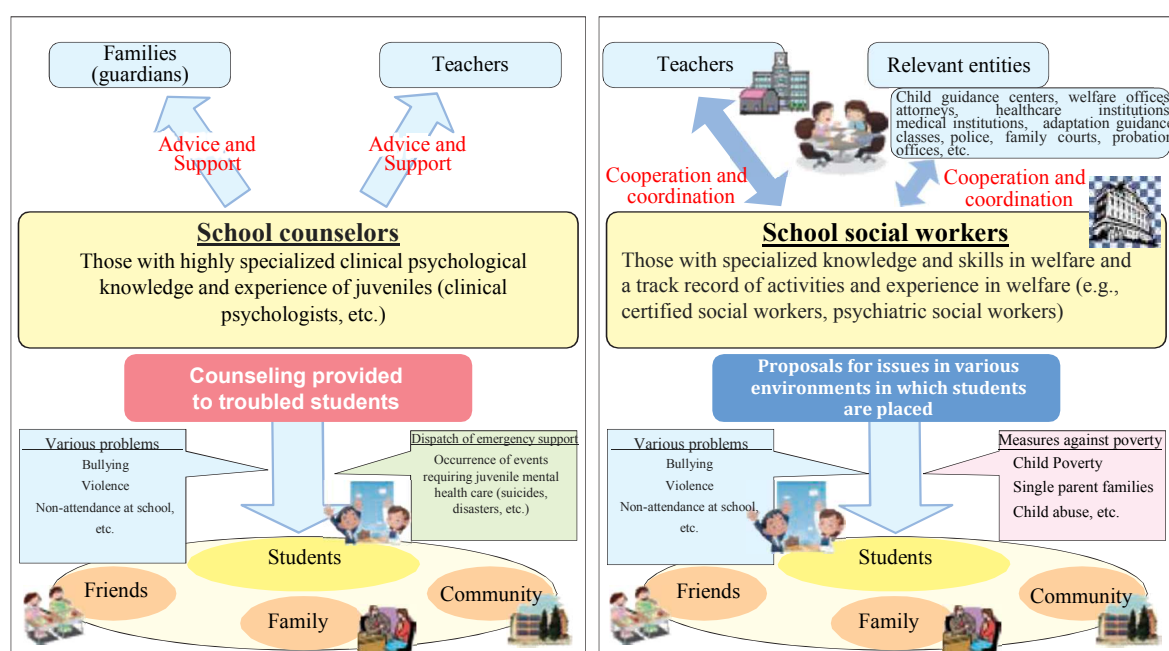 Families
(guardians)
Teachers
Advice and
Support
Advice and
Support
School counselors
Those with highly specialized clinical psychological
knowledge and experience of juveniles (clinical
psychologists, etc.)
Counseling provided
to troubled students
Various problems
Bullying
Violence
Non-attendance at school,
etc.
Dispatch of emergency support
Occurrence of events
requiring juvenile mental
health care (suicides,
disasters, etc.)
Students
Friends
Family
Community
Teachers
Relevant entities
Child guidance centers, welfare offices
attorneys, healthcare institutions
medical institutions, adaptation guidance
classes, police, family courts, probation
offices, etc.
Cooperation and
coordination
Cooperation and
coordination
School social workers
Those with specialized knowledge and skills in welfare and
a track record of activities and experience in welfare (e.g.,
certified social workers, psychiatric social workers)
Proposals for issues in various
environments in which students
are placed
Various problems
Bullying
Violence
Non-attendance at school,
etc.
Measures against poverty
Child Poverty
Single parent families
Child abuse, etc.
Students
Friends
Family
Community